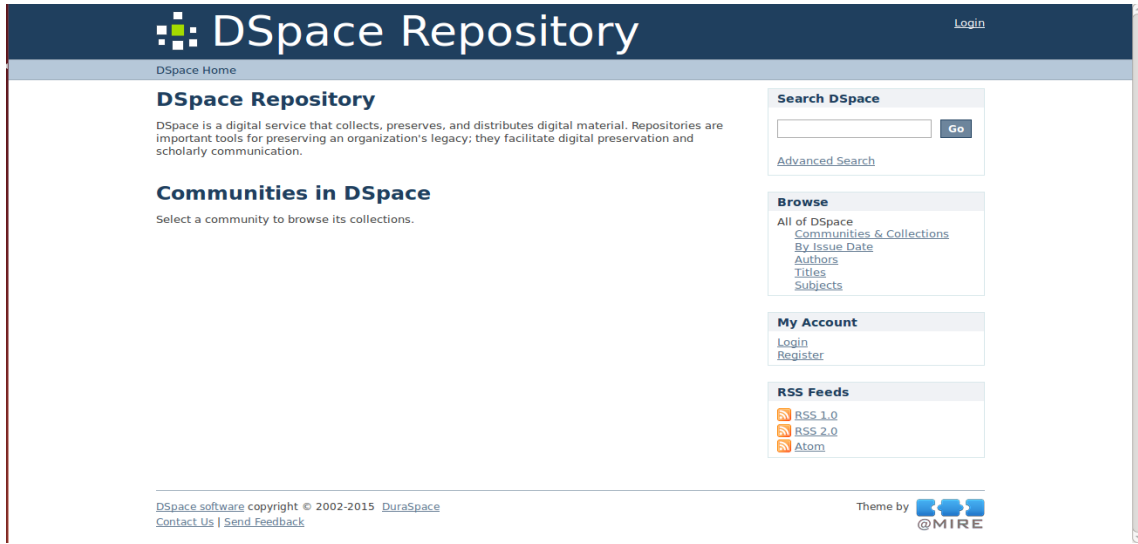 DSpace Repository
Login
DSpace Home
DSpace Repository
DSpace is a digital service that collects, preserves, and distributes digital material. Repositories are
important tools for preserving an organization's legacy; they facilitate digital preservation and
scholarly communication.
Communities in DSpace
Select a community to browse its collections.
Search DSpace
Go
Advanced Search
Browse
All of DSpace
Communities & Collections
By Issue Date
Authors
Titles
Subjects
My Account
Login
Register
RSS Feeds
RSS 1.0
RSS 2.0
Atom
DSpace software copyright © 2002-2015 DuraSpace
Contact Us | Send Feedback
Theme by
@MIRE